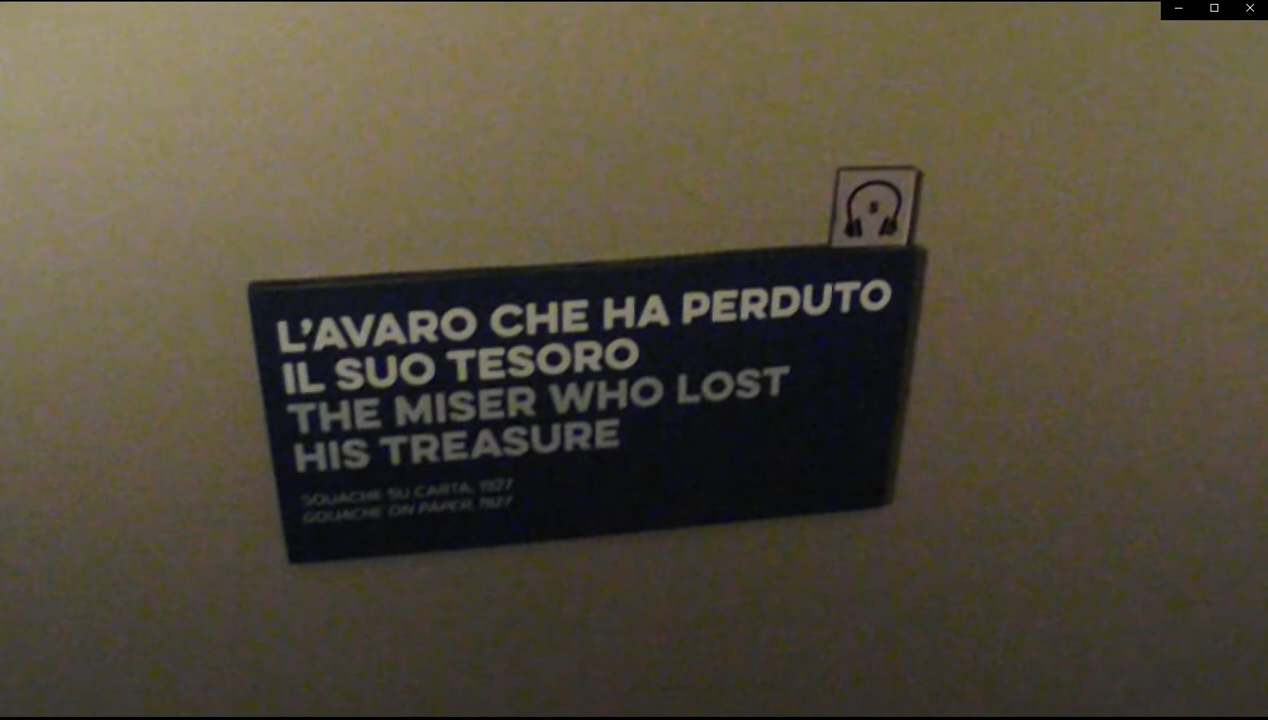 L'AVARO CHE HA PERDUTO
IL SUO TESORO
THE MISER WHO LOST
HIS TREASURE
GOUACHE SU CARTA, 1927
GOUACHE ON PAPER, 1927